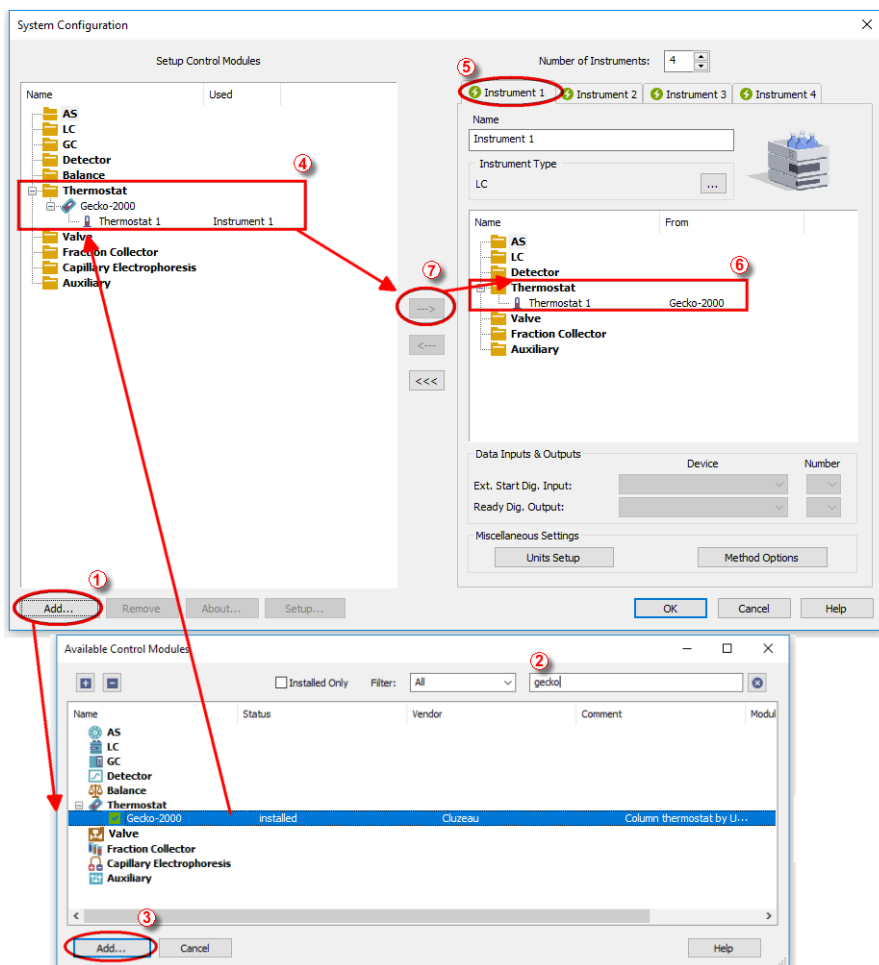 System Configuration
Setup Control Modules
Number of Instruments: 4
⑤
Instrument 1 Instrument 2 Instrument 3 Instrument 4
Name Used
AS
LC
GC
Detector
Balance
④
Thermostat
Gecko-2000
Thermostat 1 Instrument 1
Valve
Fraction Collector
Capillary Electrophoresis
Auxiliary
⑦
--->
<---
<<<
Name
Instrument 1
Instrument Type
LC ...
Name From
AS
LC
Detector
⑥
Thermostat
Thermostat 1 Gecko-2000
Valve
Fraction Collector
Auxiliary
Data Inputs & Outputs
Device Number
Ext. Start Dig. Input:
Ready Dig. Output:
Miscellaneous Settings
Units Setup Method Options
①
Add... Remove About... Setup... OK Cancel Help
Available Control Modules
②
Installed Only Filter: All gecko
Name Status Vendor Comment Modul
AS
LC
GC
Detector
Balance
Thermostat
Gecko-2000 installed Cluzeau Column thermostat by U...
Valve
Fraction Collector
Capillary Electrophoresis
Auxiliary
③
Add... Cancel Help